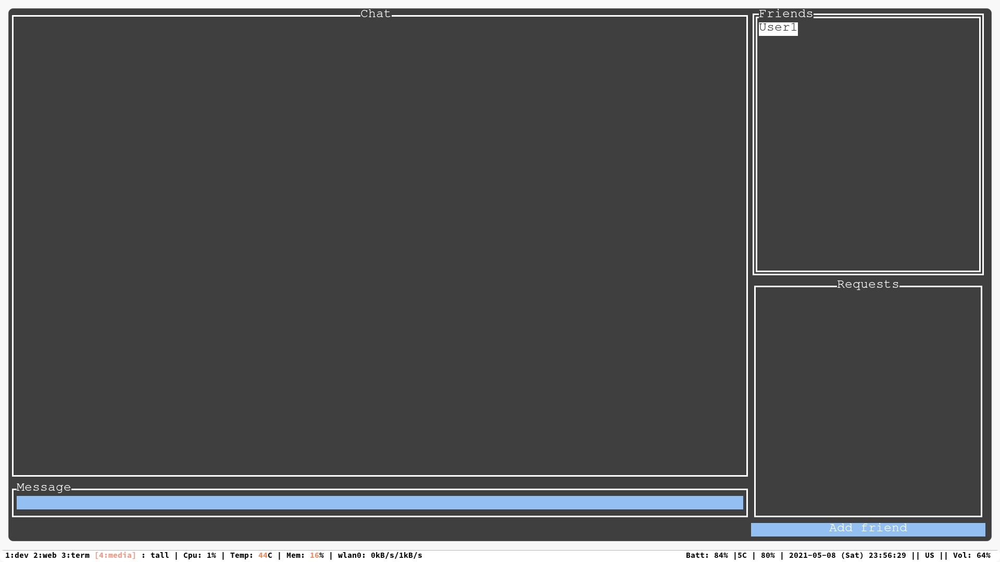 Chat
Friends
User1
Requests
Message
Add friend
1:dev 2:web 3:term [4:media] : tall | Cpu: 1% | Temp: 44C | Mem: 16% | wlan0: 0kB/s/1kB/s
Batt: 84% |5C | 80% | 2021-05-08 (Sat) 23:56:29 || US || Vol: 64%